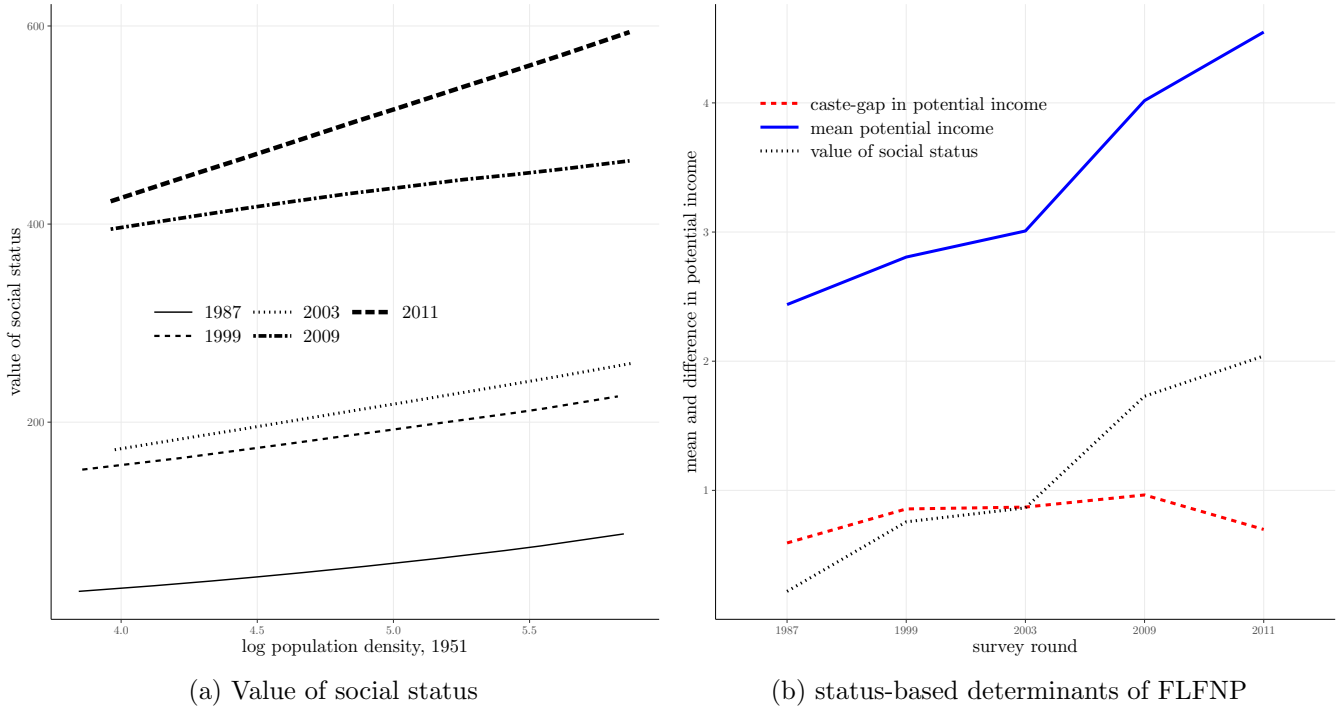 600
400
200
value of social status
1987
2003
2011
1999
2009
4.0
4.5
5.0
5.5
log population density, 1951
(a) Value of social status
4
3
2
1
mean and difference in potential income
caste-gap in potential income
mean potential income
value of social status
1987
1999
2003
2009
2011
survey round
(b) status-based determinants of FLFNP